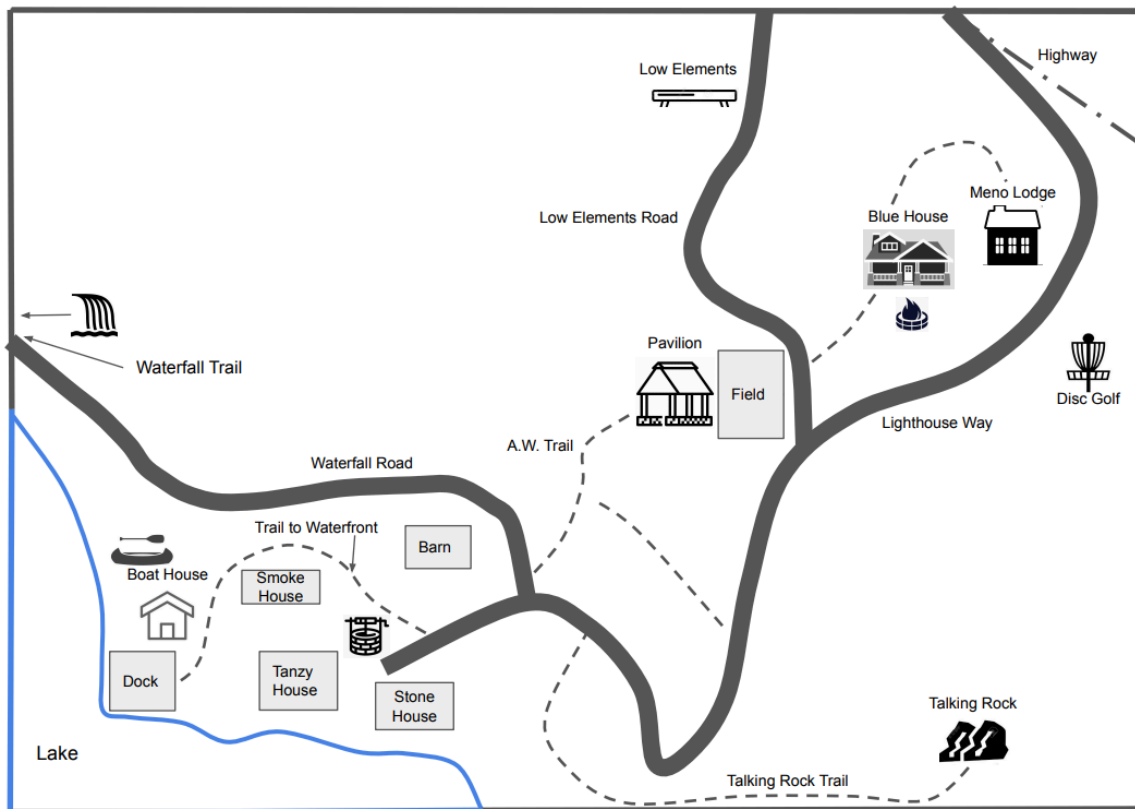 Highway
Low Elements
Meno Lodge
Low Elements Road
Blue House
Waterfall Trail
Pavilion
Field
Disc Golf
Lighthouse Way
A.W. Trail
Waterfall Road
Trail to Waterfront
Barn
Boat House
Smoke
House
Dock
Tanzy
House
Stone
House
Talking Rock
Lake
Talking Rock Trail